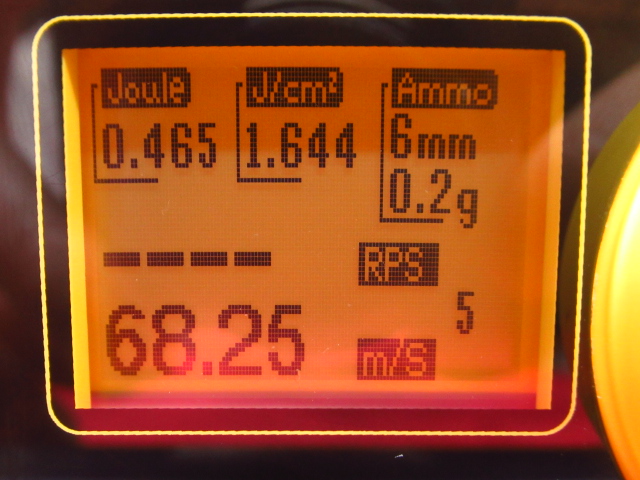 Joule J/cm² Ammo
0.465 1.644 6mm
0.2g
---- RPS
5
68.25 m/s